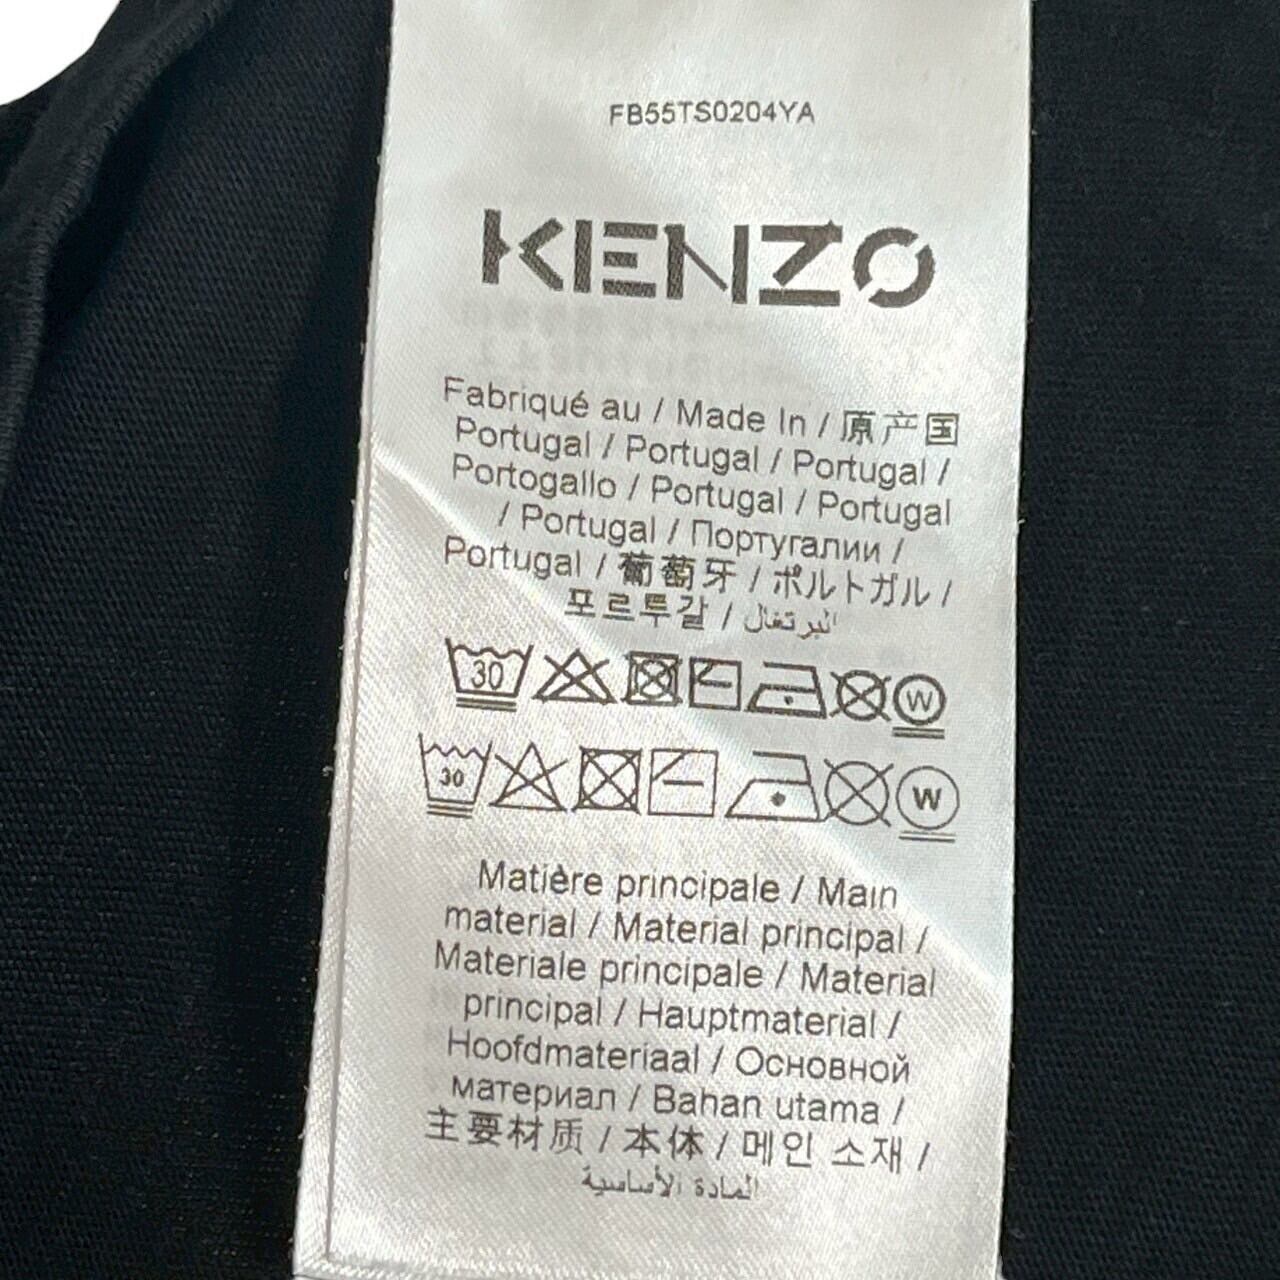 FB55TS0204YA
KENZO
Fabriqué au / Made In / 原产国
Portugal / Portugal / Portugal /
Portogallo / Portugal / Portugal
/ Portugal / Португалии /
Portugal / 葡萄牙 / ポルトガル /
포르투갈 / البرتغال
30 W
30 W
Matière principale / Main
material / Material principal /
Materiale principale / Material
principal / Hauptmaterial /
Hoofdmateriaal / Основной
материал / Bahan utama /
主要材质 / 本体 / 메인 소재 /
المادة الأساسية